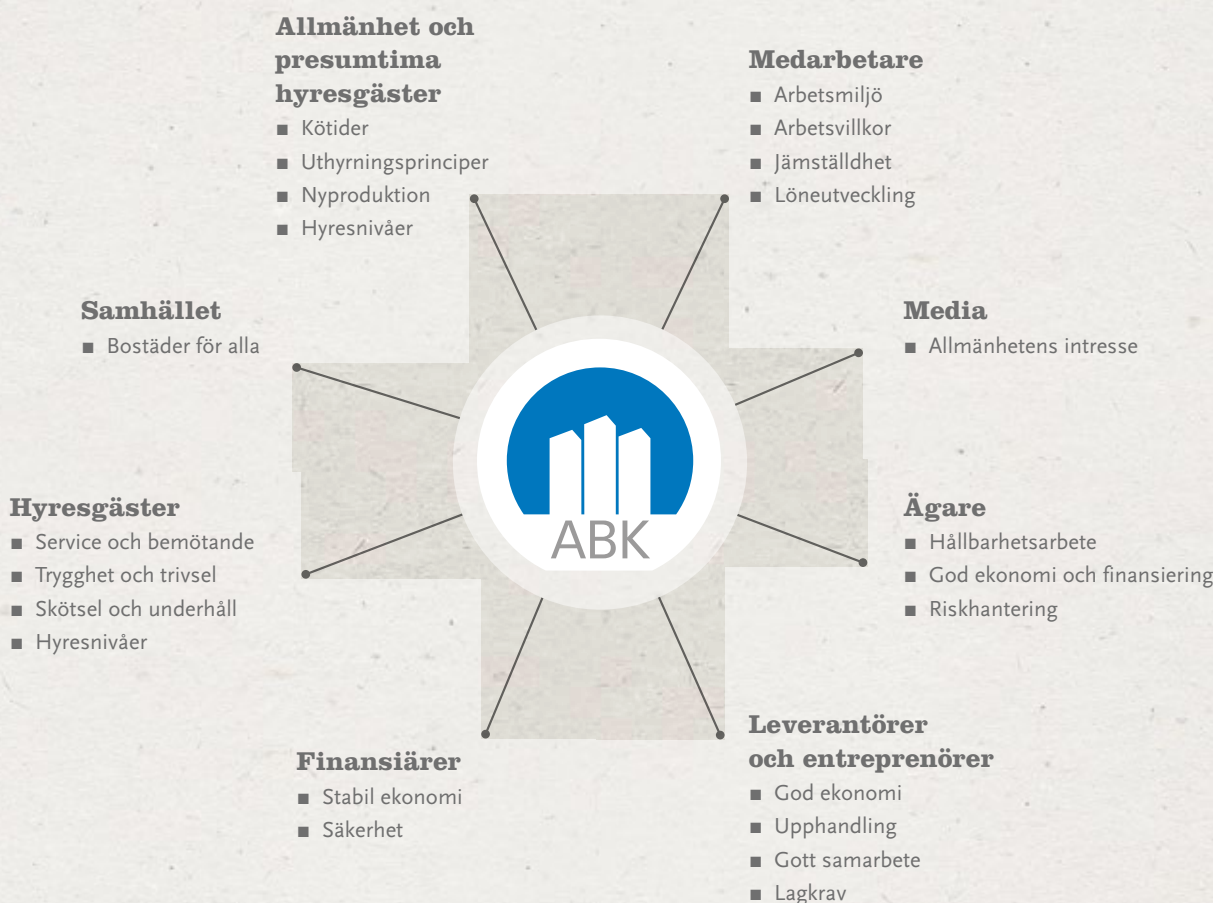 Allmänhet och
presumtima
hyresgäster
■ Kötider
■ Uthyrningsprinciper
■ Nyproduktion
■ Hyresnivåer
Medarbetare
■ Arbetsmiljö
■ Arbetsvillkor
■ Jämställdhet
■ Löneutveckling
Samhället
■ Bostäder för alla
Media
■ Allmänhetens intresse
ABK
Hyresgäster
■ Service och bemötande
■ Trygghet och trivsel
■ Skötsel och underhåll
■ Hyresnivåer
Ägare
■ Hållbarhetsarbete
■ God ekonomi och finansiering
■ Riskhantering
Finansiärer
■ Stabil ekonomi
■ Säkerhet
Leverantörer
och entreprenörer
■ God ekonomi
■ Upphandling
■ Gott samarbete
■ Lagkrav